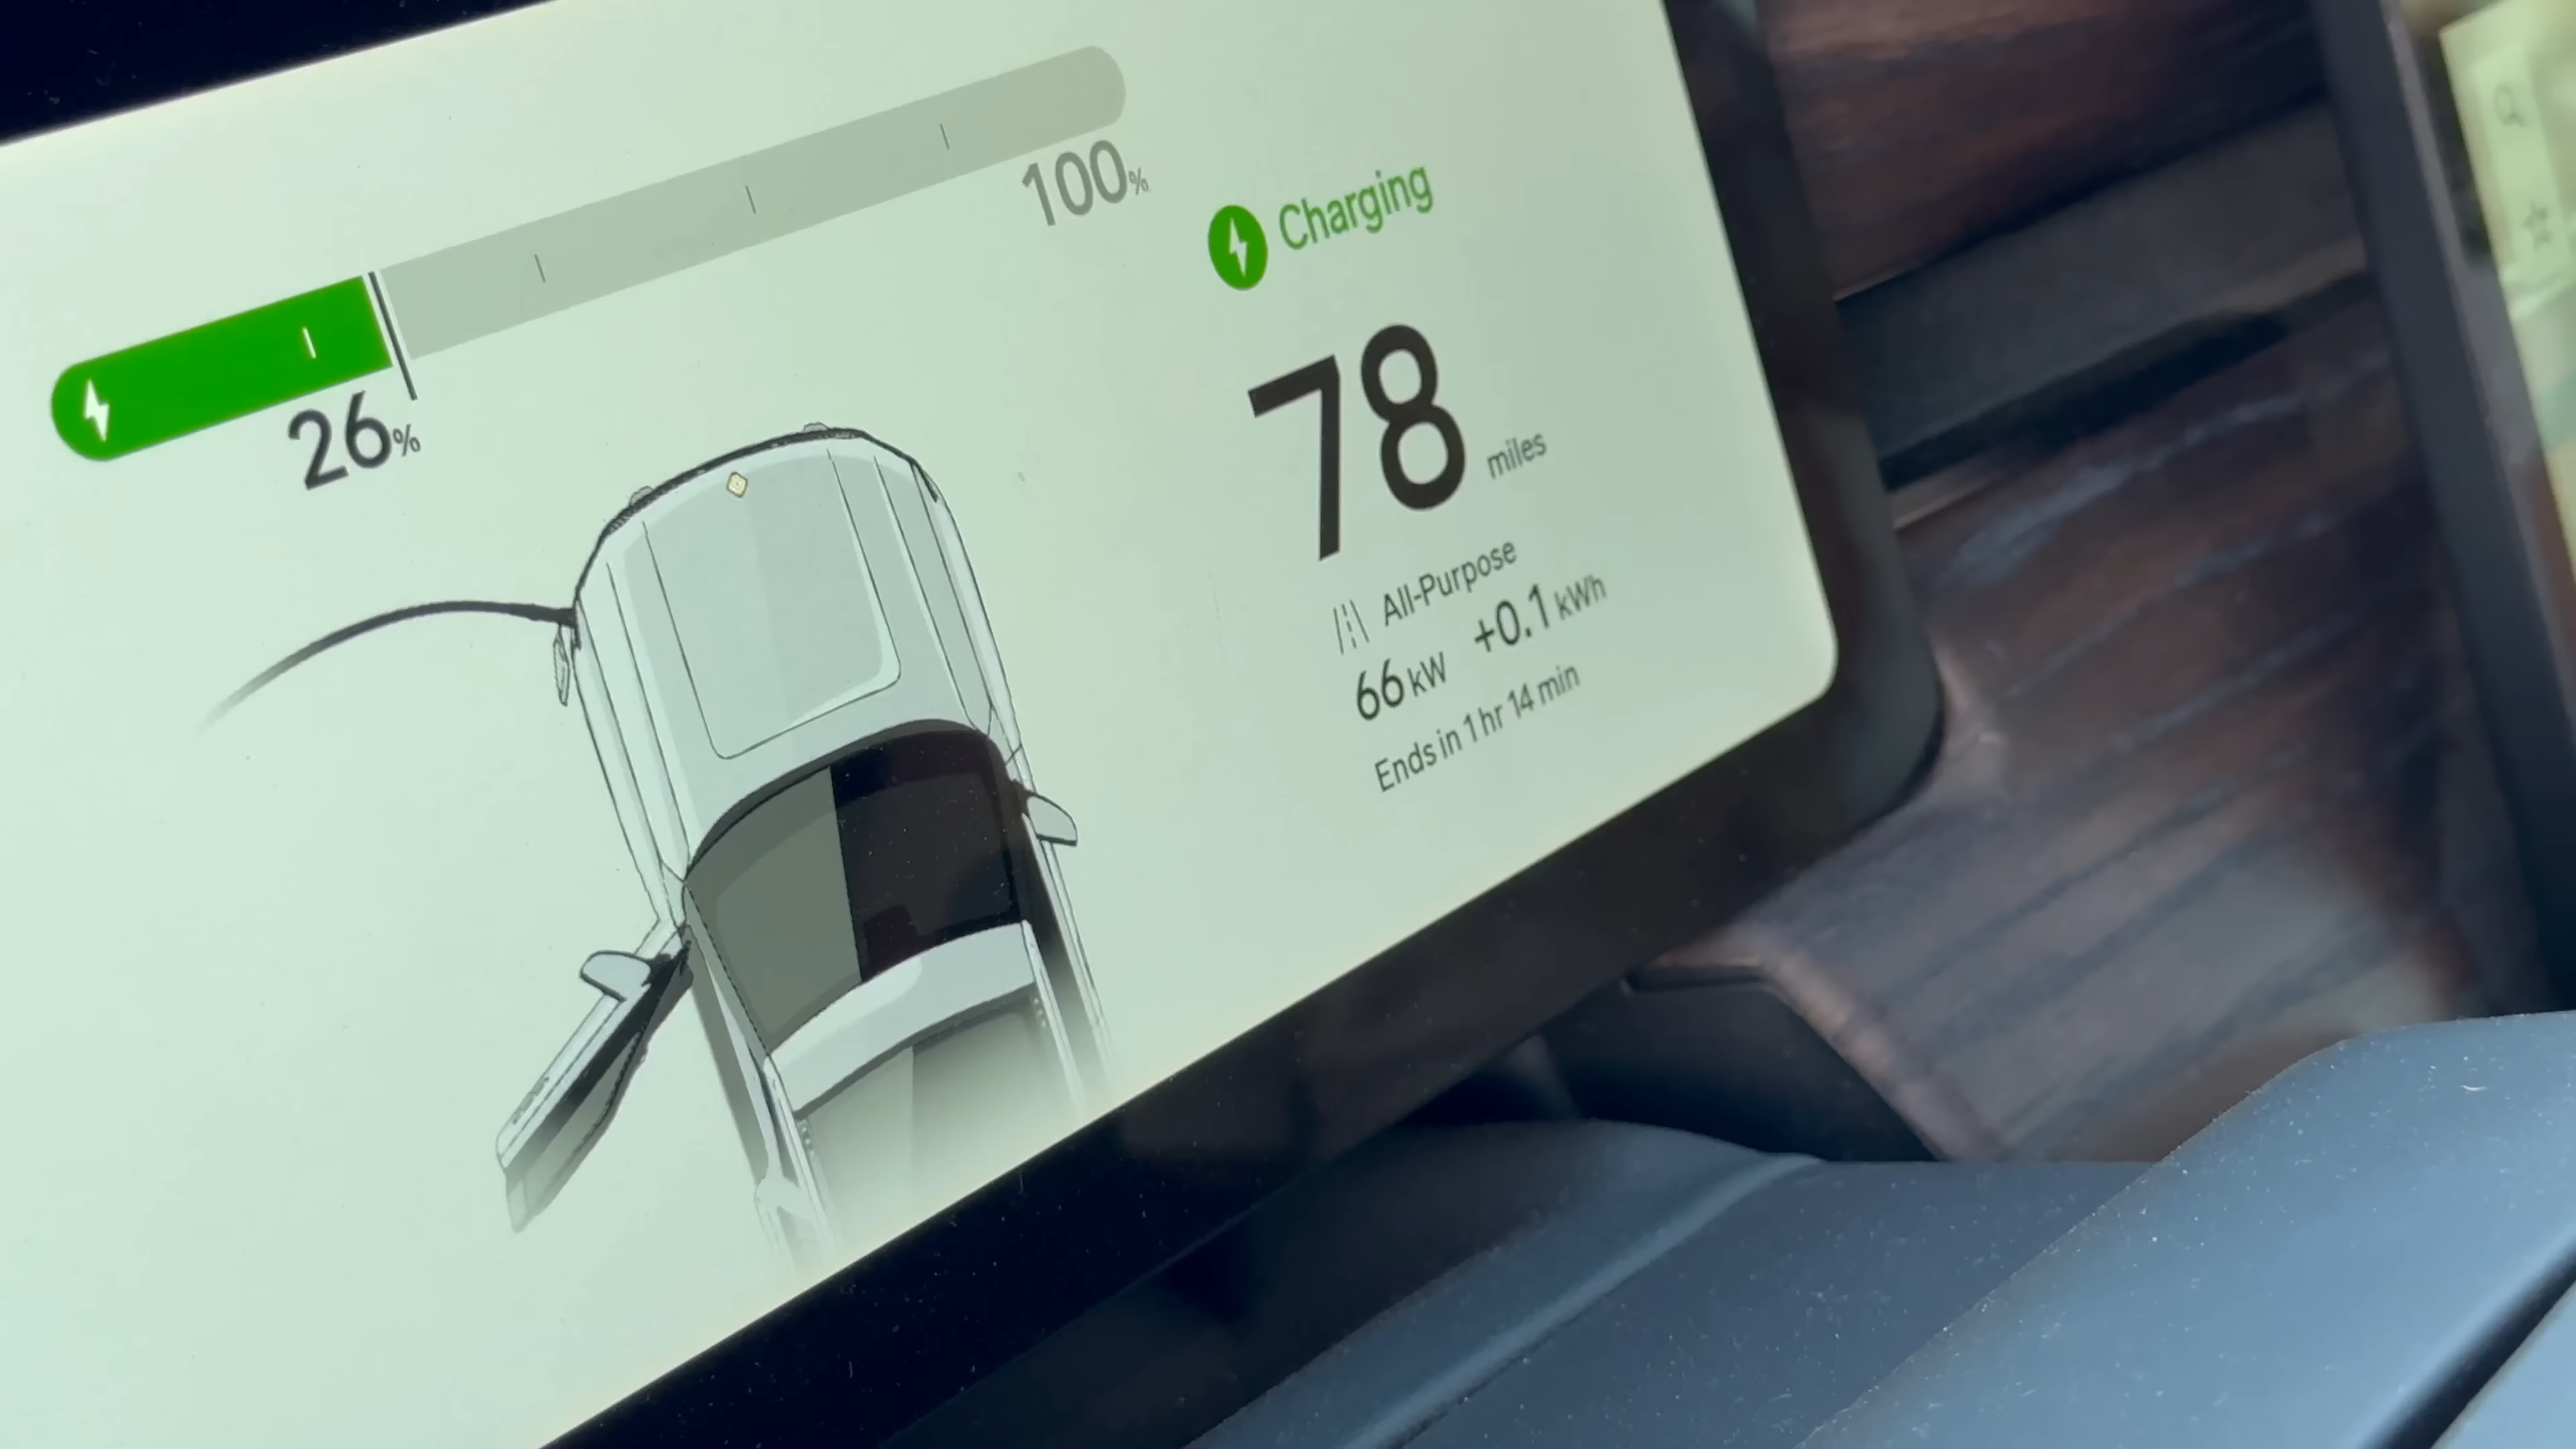 100%
26%
Charging
78 miles
All-Purpose
66 kW +0.1 kWh
Ends in 1 hr 14 min